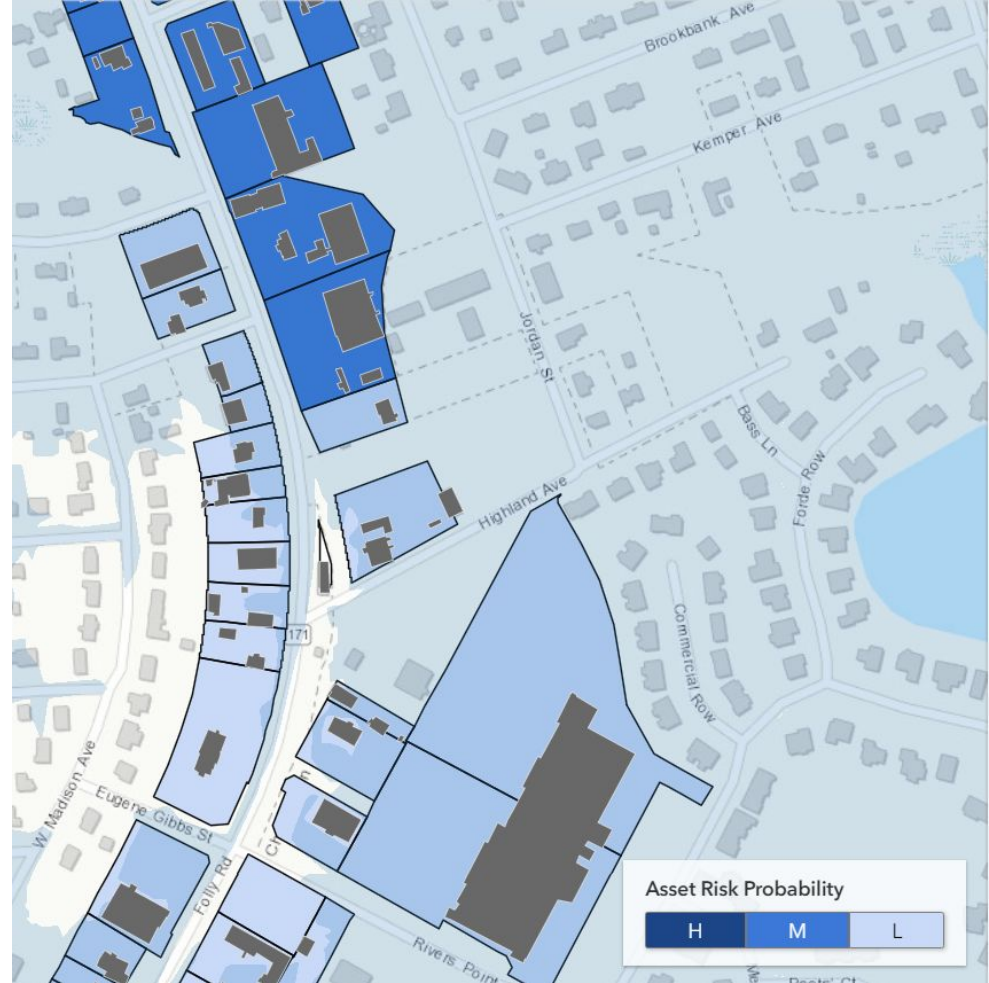 Brookbank Ave
Kemper Ave
Jordan St
Bass Ln
Forde Row
Highland Ave
171
Commercial Row
W Madison Ave
Eugene Gibbs St
Folly Rd
Rivers Point
Asset Risk Probability
H M L